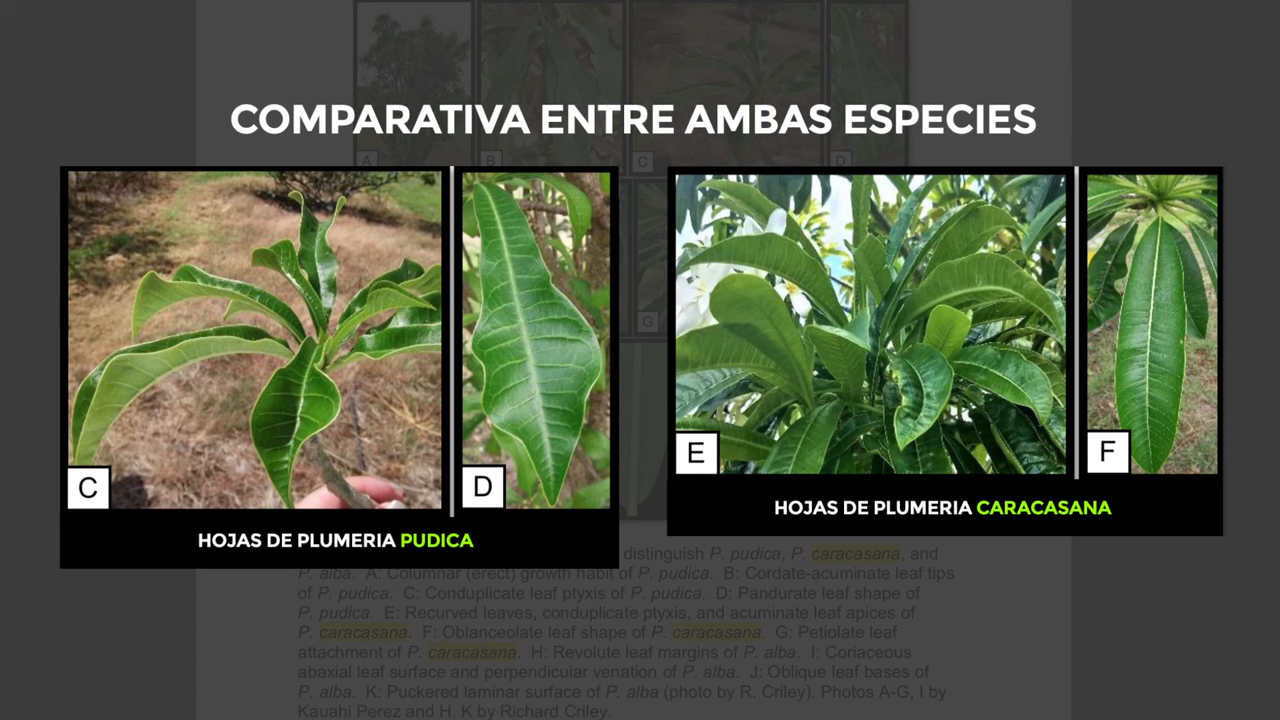 COMPARATIVA ENTRE AMBAS ESPECIES
A
B
C
D
G
C
D
HOJAS DE PLUMERIA PUDICA
E
F
HOJAS DE PLUMERIA CARACASANA
distinguish P. pudica, P. caracasana, and
P. alba. A: Columnar (erect) growth habit of P. pudica. B: Cordate-acuminate leaf tips
of P. pudica. C: Conduplicate leaf ptyxis of P. pudica. D: Pandurate leaf shape of
P. pudica. E: Recurved leaves, conduplicate ptyxis, and acuminate leaf apices of
P. caracasana. F: Oblanceolate leaf shape of P. caracasana. G: Petiolate leaf
attachment of P. caracasana. H: Revolute leaf margins of P. alba. I: Coriaceous
abaxial leaf surface and perpendicular venation of P. alba. J: Oblique leaf bases of
P. alba. K: Puckered laminar surface of P. alba (photo by R. Criley). Photos A-G, I by
Kauahi Perez and H, K by Richard Criley.